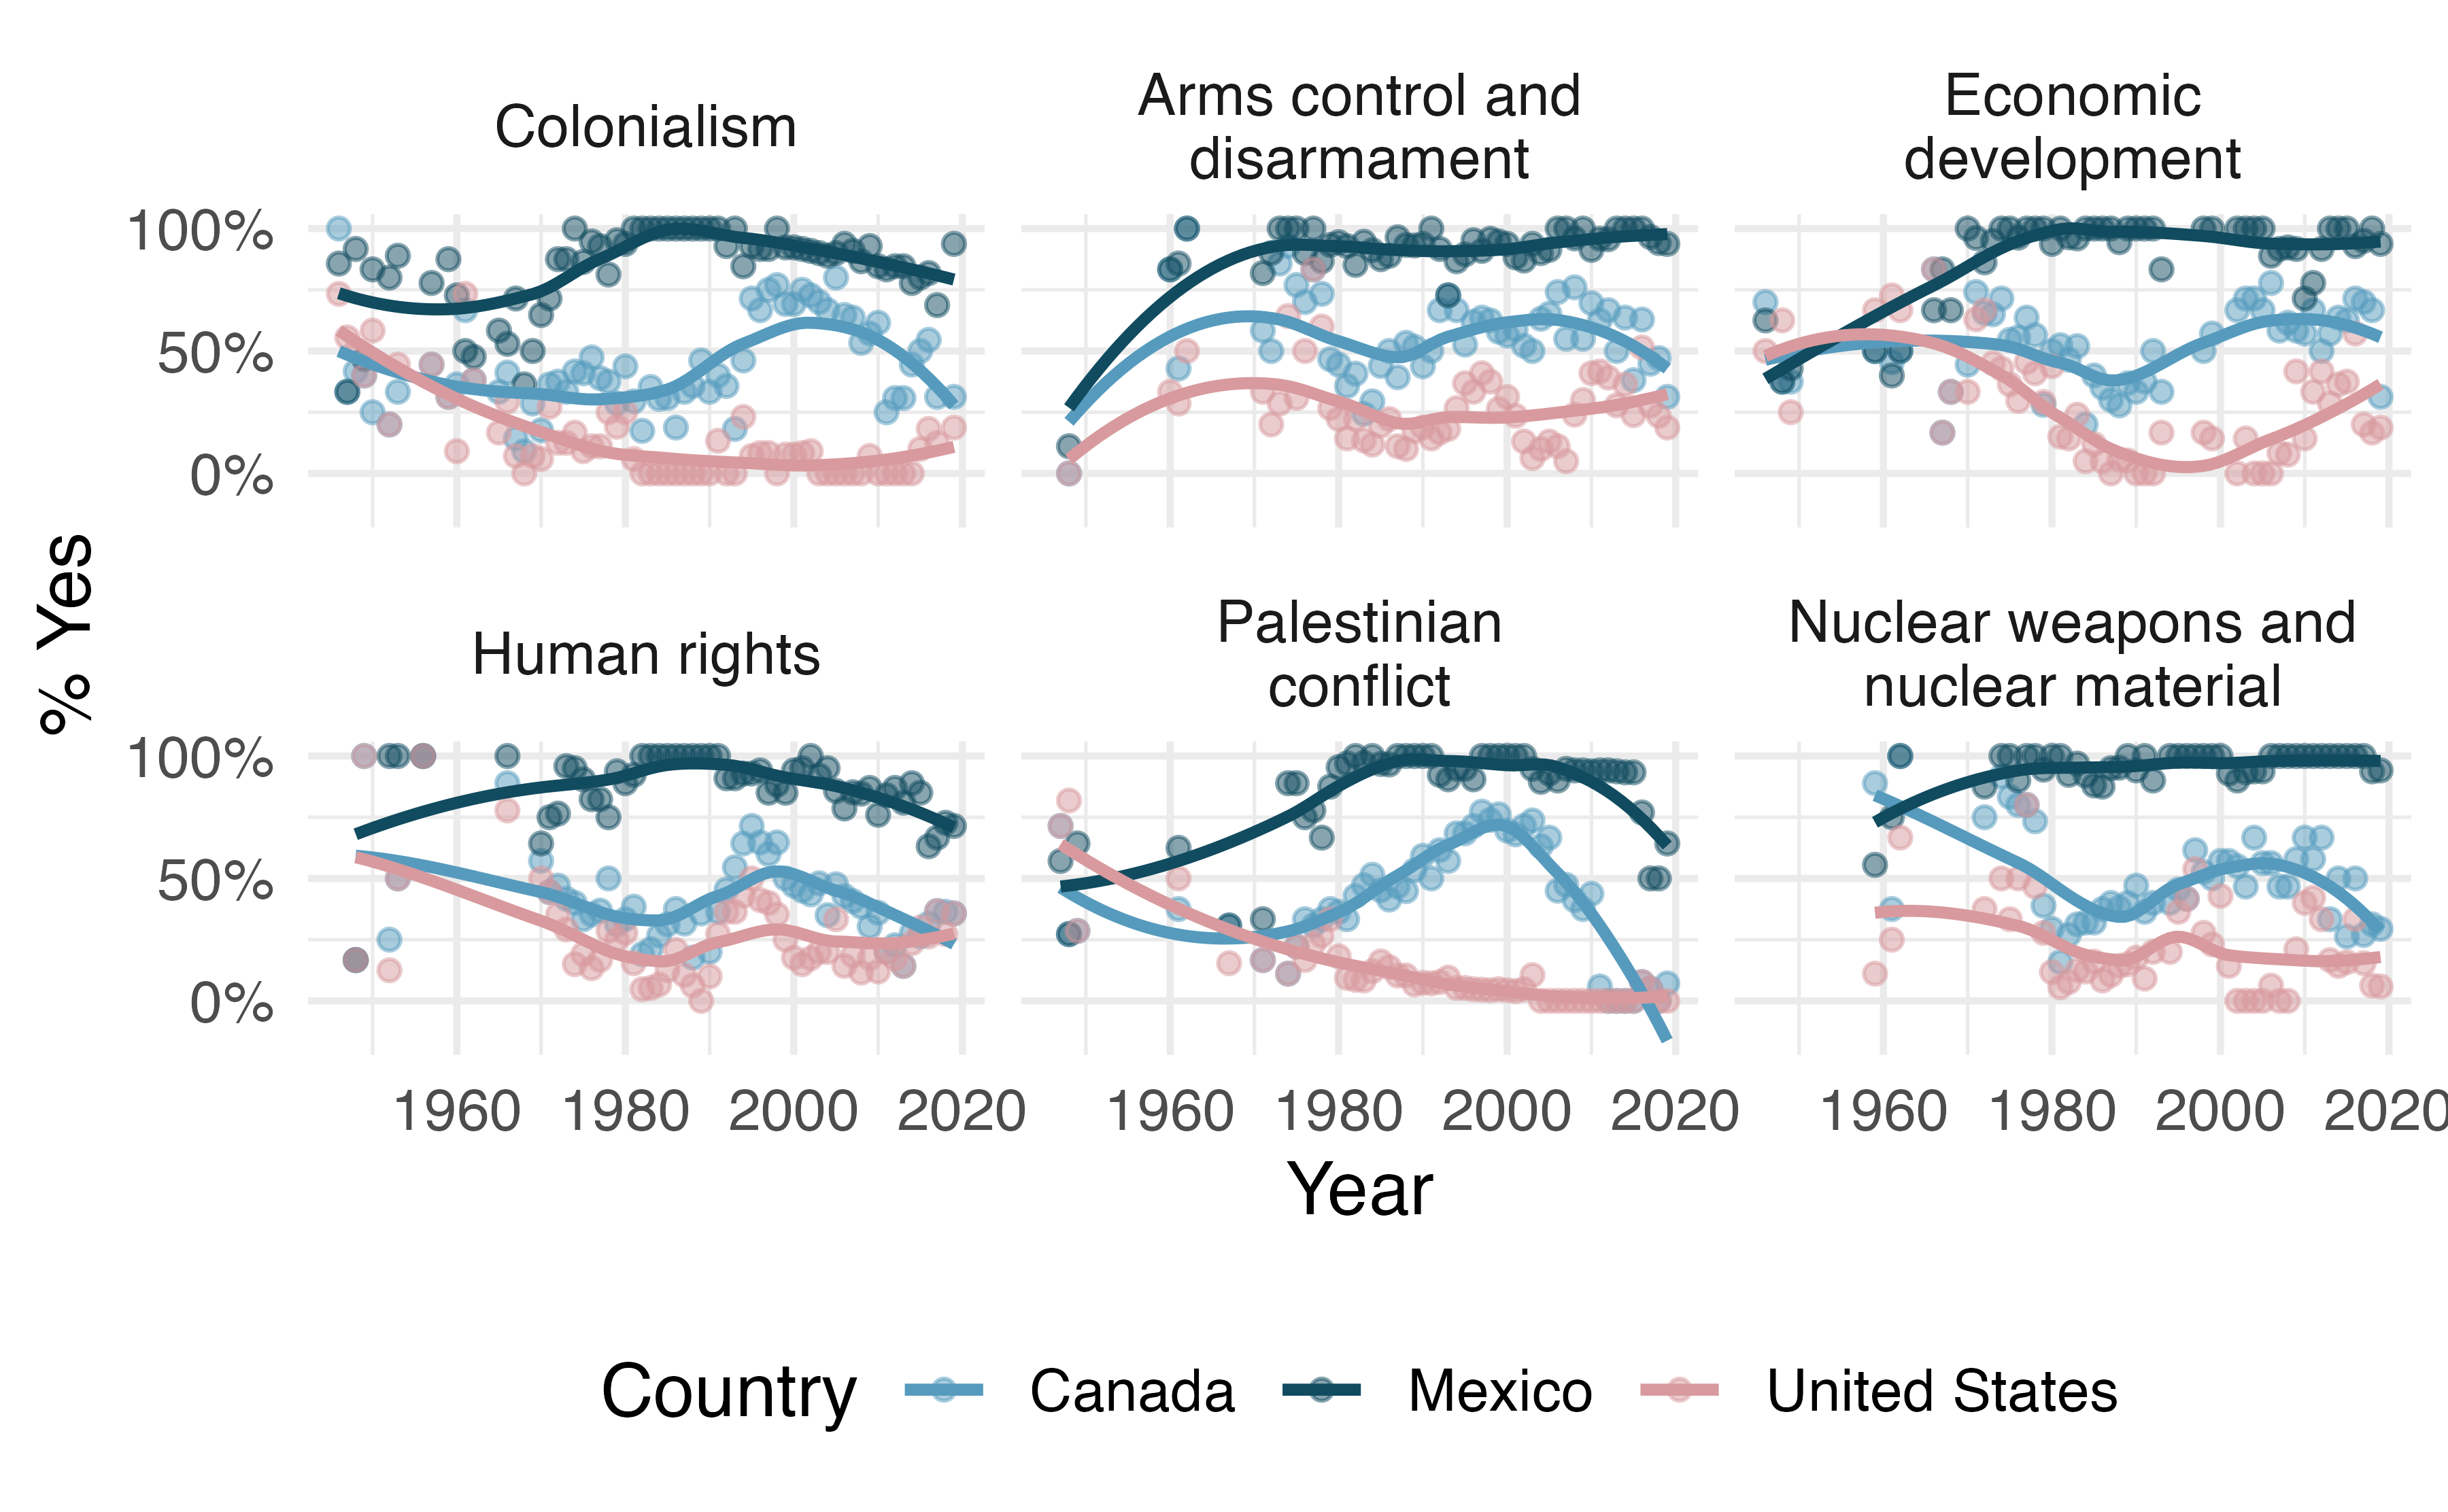 Colonialism
Arms control and
disarmament
Economic
development
100%
50%
0%
% Yes
Human rights
Palestinian
conflict
Nuclear weapons and
nuclear material
100%
50%
0%
1960 1980 2000 2020 1960 1980 2000 2020 1960 1980 2000 2020
Year
Country Canada Mexico United States